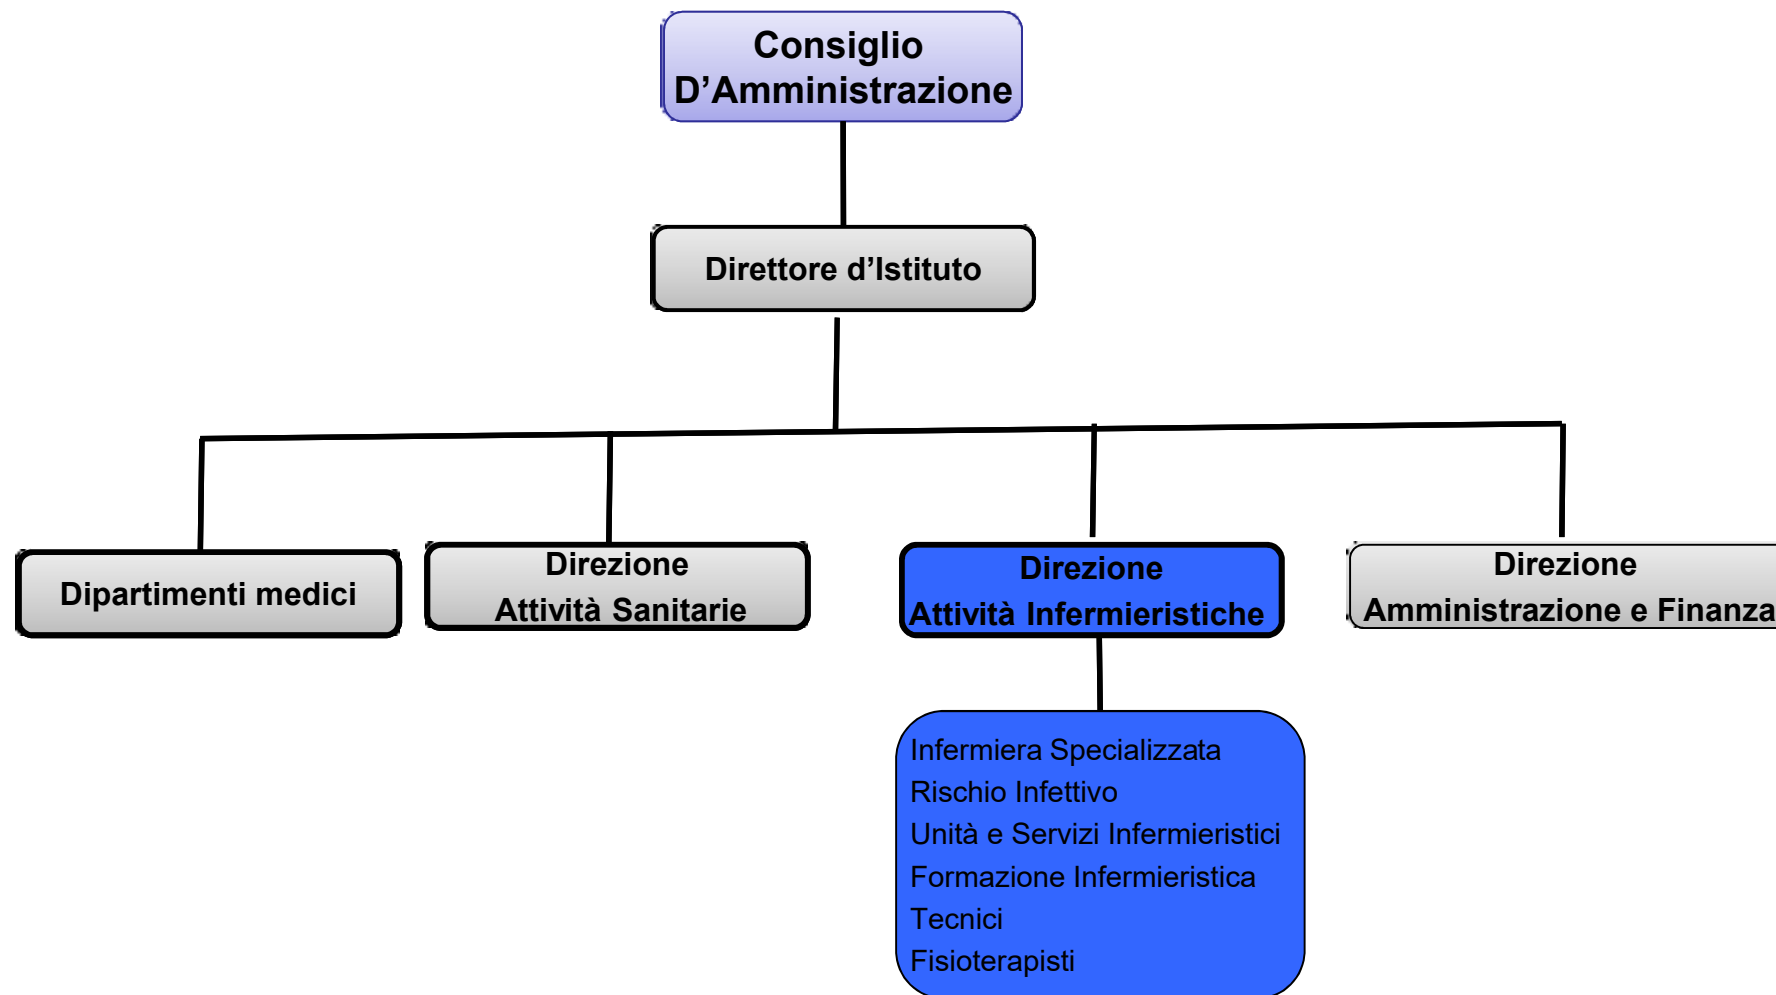 Consiglio
D’Amministrazione
Direttore d’Istituto
Dipartimenti medici
Direzione
Attività Sanitarie
Direzione
Attività Infermieristiche
Direzione
Amministrazione e Finanza
Infermiera Specializzata
Rischio Infettivo
Unità e Servizi Infermieristici
Formazione Infermieristica
Tecnici
Fisioterapisti